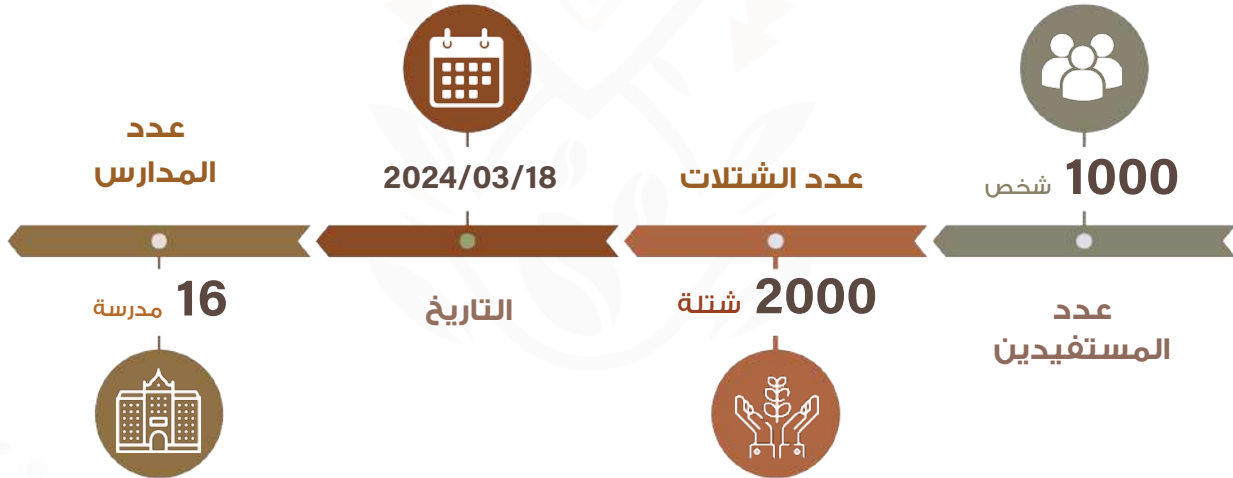 1000 شخص
عدد
المستفيدين
عدد الشتلات
2000 شتلة
2024/03/18
التاريخ
عدد
المدارس
16 مدرسة